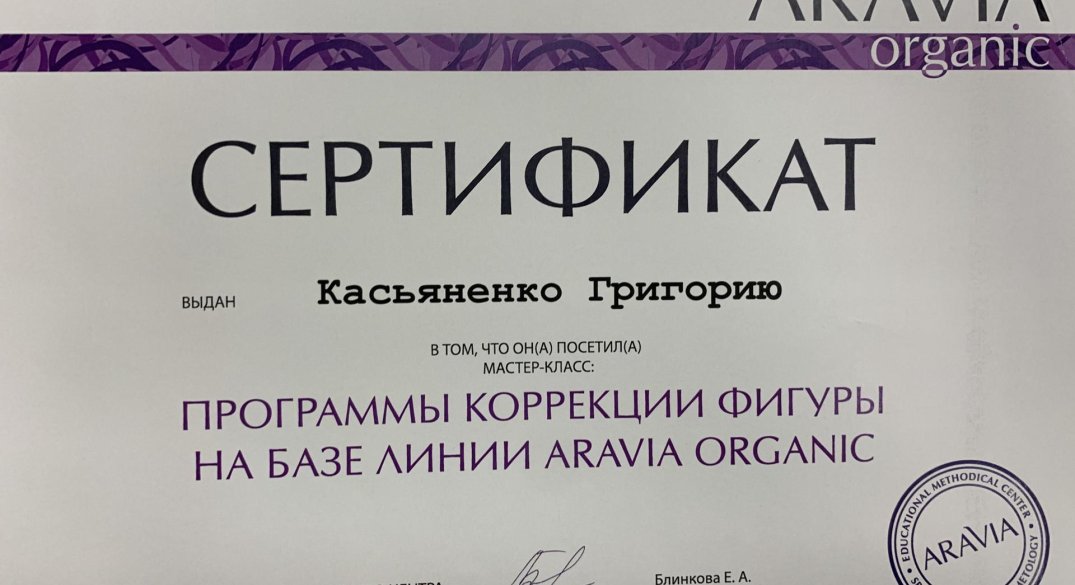 ARAVIA
organic
СЕРТИФИКАТ
ВЫДАН Касьяненко Григорию
В ТОМ, ЧТО ОН(А) ПОСЕТИЛ(А)
МАСТЕР-КЛАСС:
ПРОГРАММЫ КОРРЕКЦИИ ФИГУРЫ
НА БАЗЕ ЛИНИИ ARAVIA ORGANIC
EDUCATIONAL METHODICAL CENTER
ARAVIA
Блинкова Е. А.